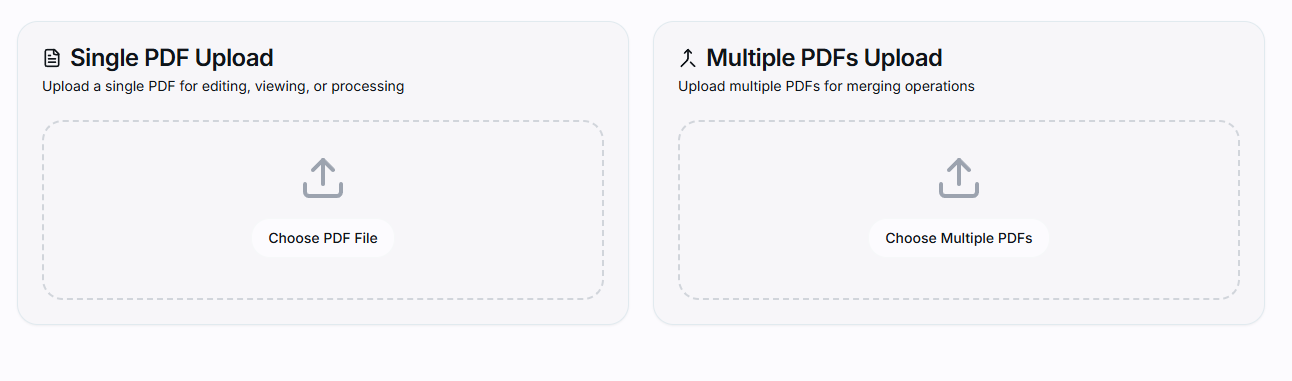 Single PDF Upload
Upload a single PDF for editing, viewing, or processing
Choose PDF File
Multiple PDFs Upload
Upload multiple PDFs for merging operations
Choose Multiple PDFs